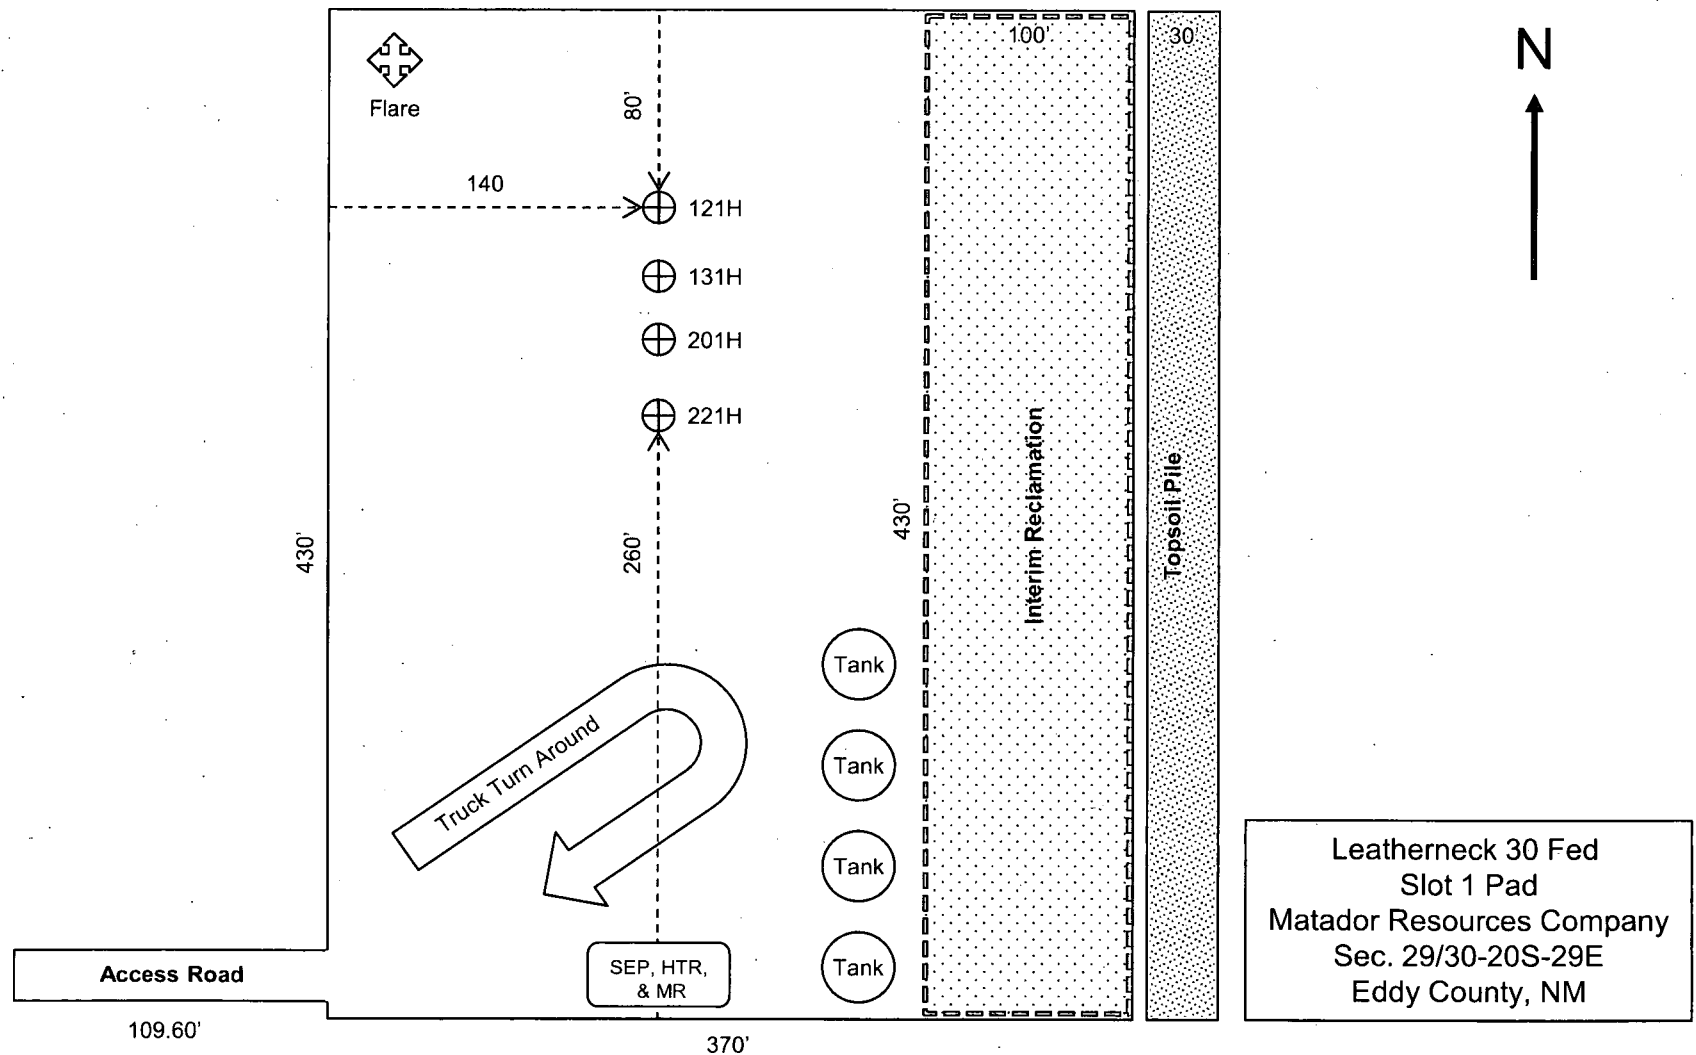 100'
30'
N
Flare
80'
140
121H
131H
201H
221H
430'
260'
430'
Interim Reclamation
Topsoil Pile
Tank
Truck Turn Around
Tank
Tank
Tank
Access Road
SEP, HTR,
& MR
109.60'
370'
Leatherneck 30 Fed
Slot 1 Pad
Matador Resources Company
Sec. 29/30-20S-29E
Eddy County, NM